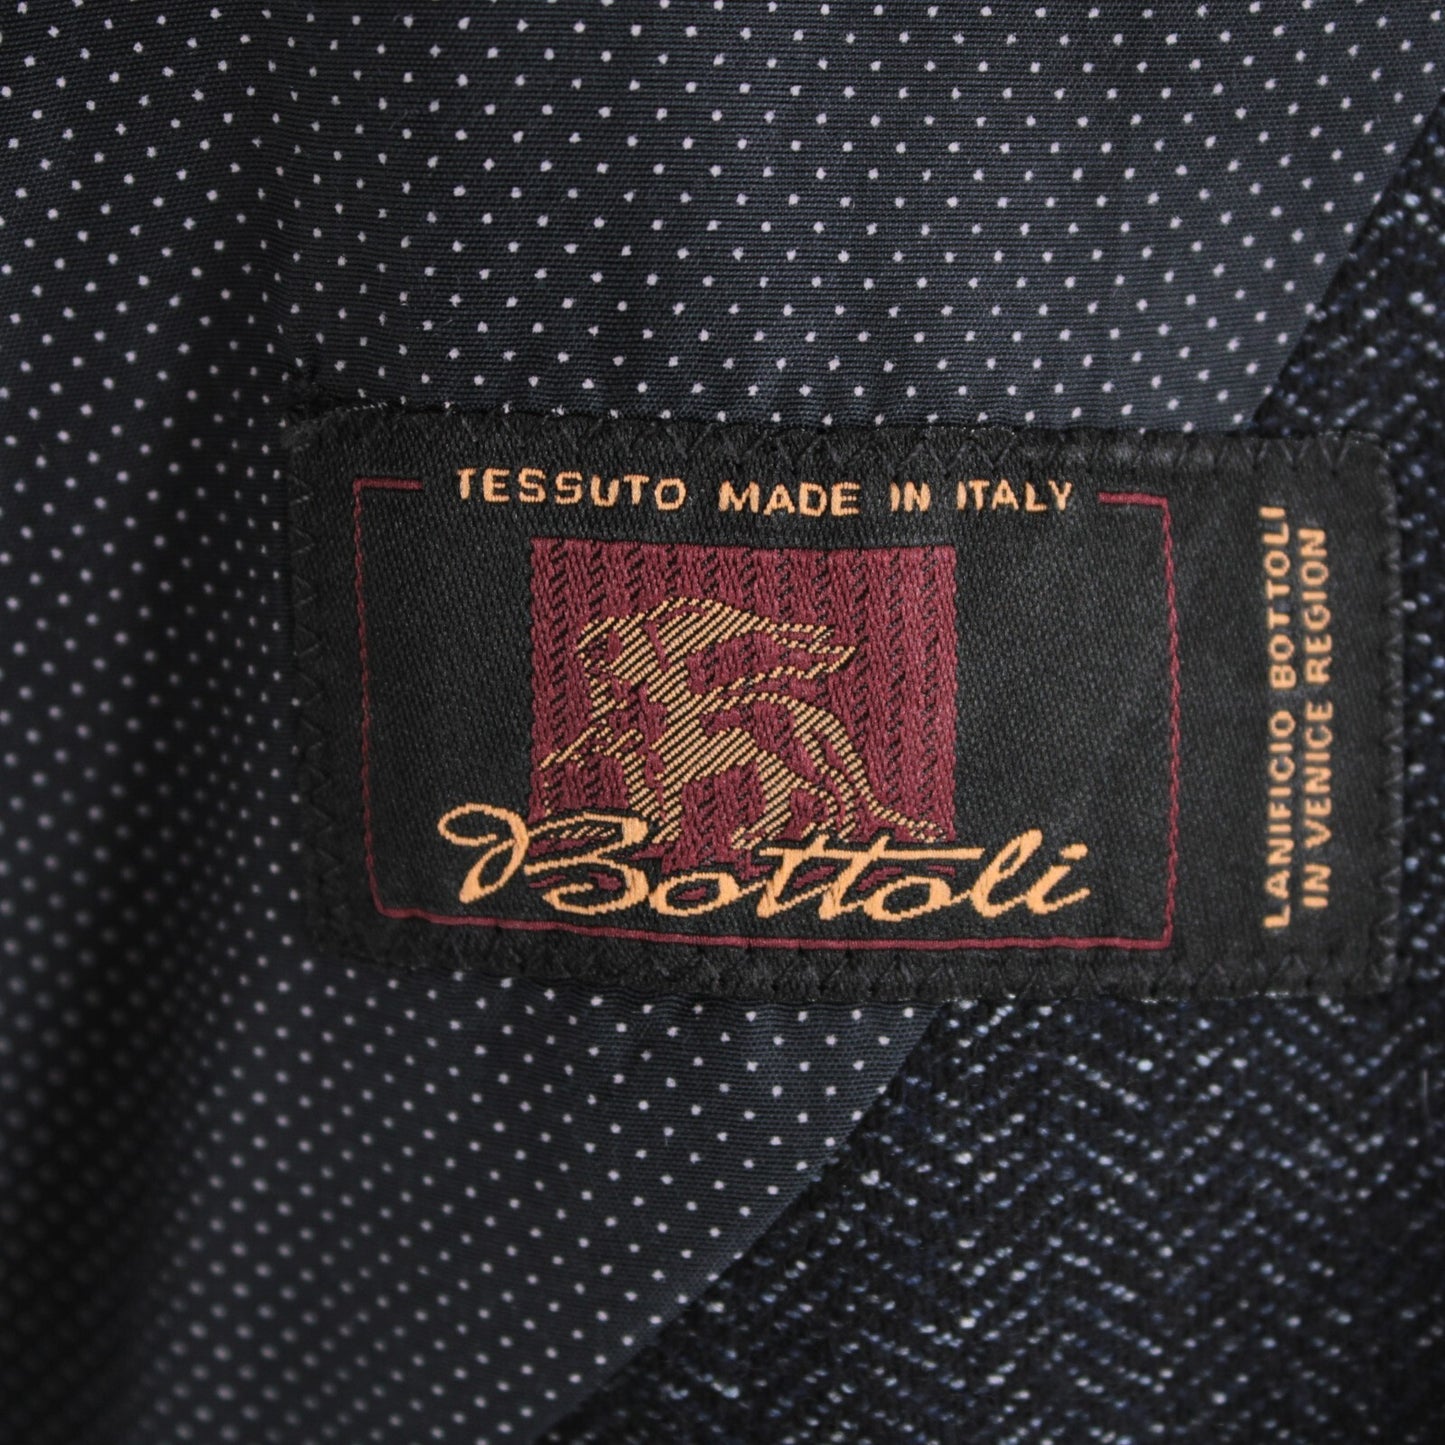 TESSUTO MADE IN ITALY
Bottoli
LANIFICIO BOTTOLI
IN VENICE REGION